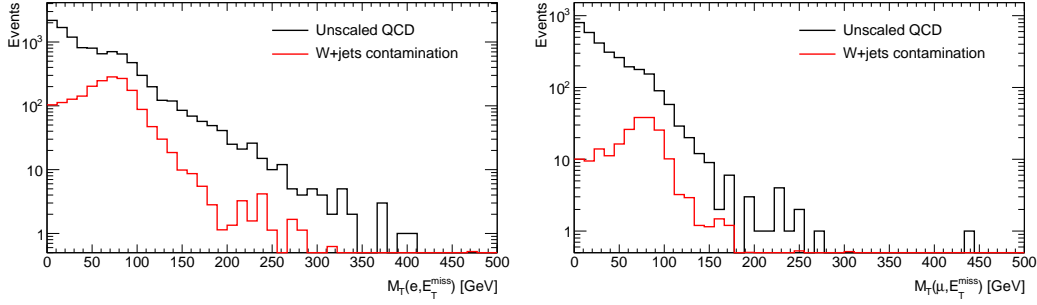 Events
10³
10²
10
1
Unscaled QCD
W+jets contamination
0 50 100 150 200 250 300 350 400 450 500
M_T(e,E_T^miss) [GeV]
Events
10³
10²
10
1
Unscaled QCD
W+jets contamination
0 50 100 150 200 250 300 350 400 450 500
M_T(μ,E_T^miss) [GeV]